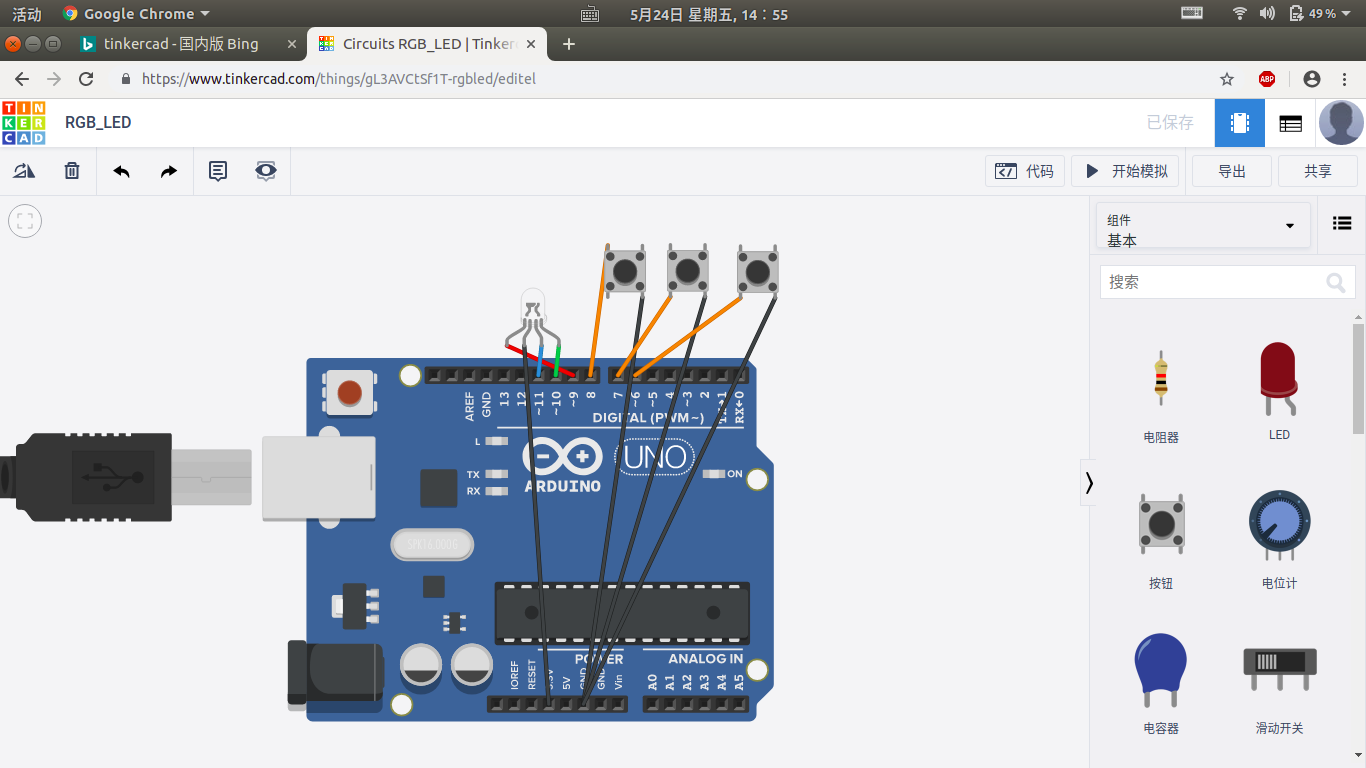 活动
Google Chrome
5月24日 星期五, 14：55
49%
tinkercad - 国内版 Bing
Circuits RGB_LED | Tinker
https://www.tinkercad.com/things/gL3AVCtSf1T-rgbled/editel
ABP
TIN
KER
CAD
RGB_LED
已保存
代码
开始模拟
导出
共享
组件
基本
搜索
电阻器
LED
按钮
电位计
电容器
滑动开关
AREF
GND
13
12
~11
~10
~9
8
7
~6
~5
4
~3
2
TX→1
RX←0
DIGITAL (PWM~)
L
TX
RX
ARDUINO
UNO
ON
SPK16.000G
POWER
ANALOG IN
IOREF
RESET
3.3V
5V
GND
GND
Vin
A0
A1
A2
A3
A4
A5